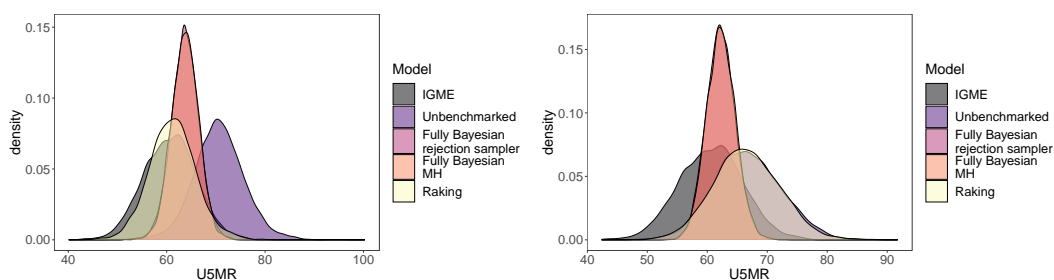 0.15
0.10
0.05
0.00
density
40
60
80
100
U5MR
Model
IGME
Unbenchmarked
Fully Bayesian
rejection sampler
Fully Bayesian
MH
Raking
0.15
0.10
0.05
0.00
density
40
50
60
70
80
90
U5MR
Model
IGME
Unbenchmarked
Fully Bayesian
rejection sampler
Fully Bayesian
MH
Raking